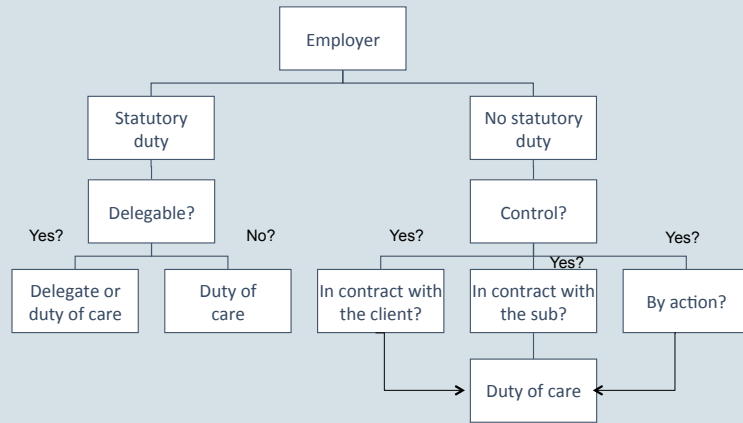 Employer
Statutory
duty
No statutory
duty
Delegable?
Control?
Yes?
No?
Yes?
Yes?
Yes?
Delegate or
duty of care
Duty of
care
In contract with
the client?
In contract with
the sub?
By action?
Duty of care